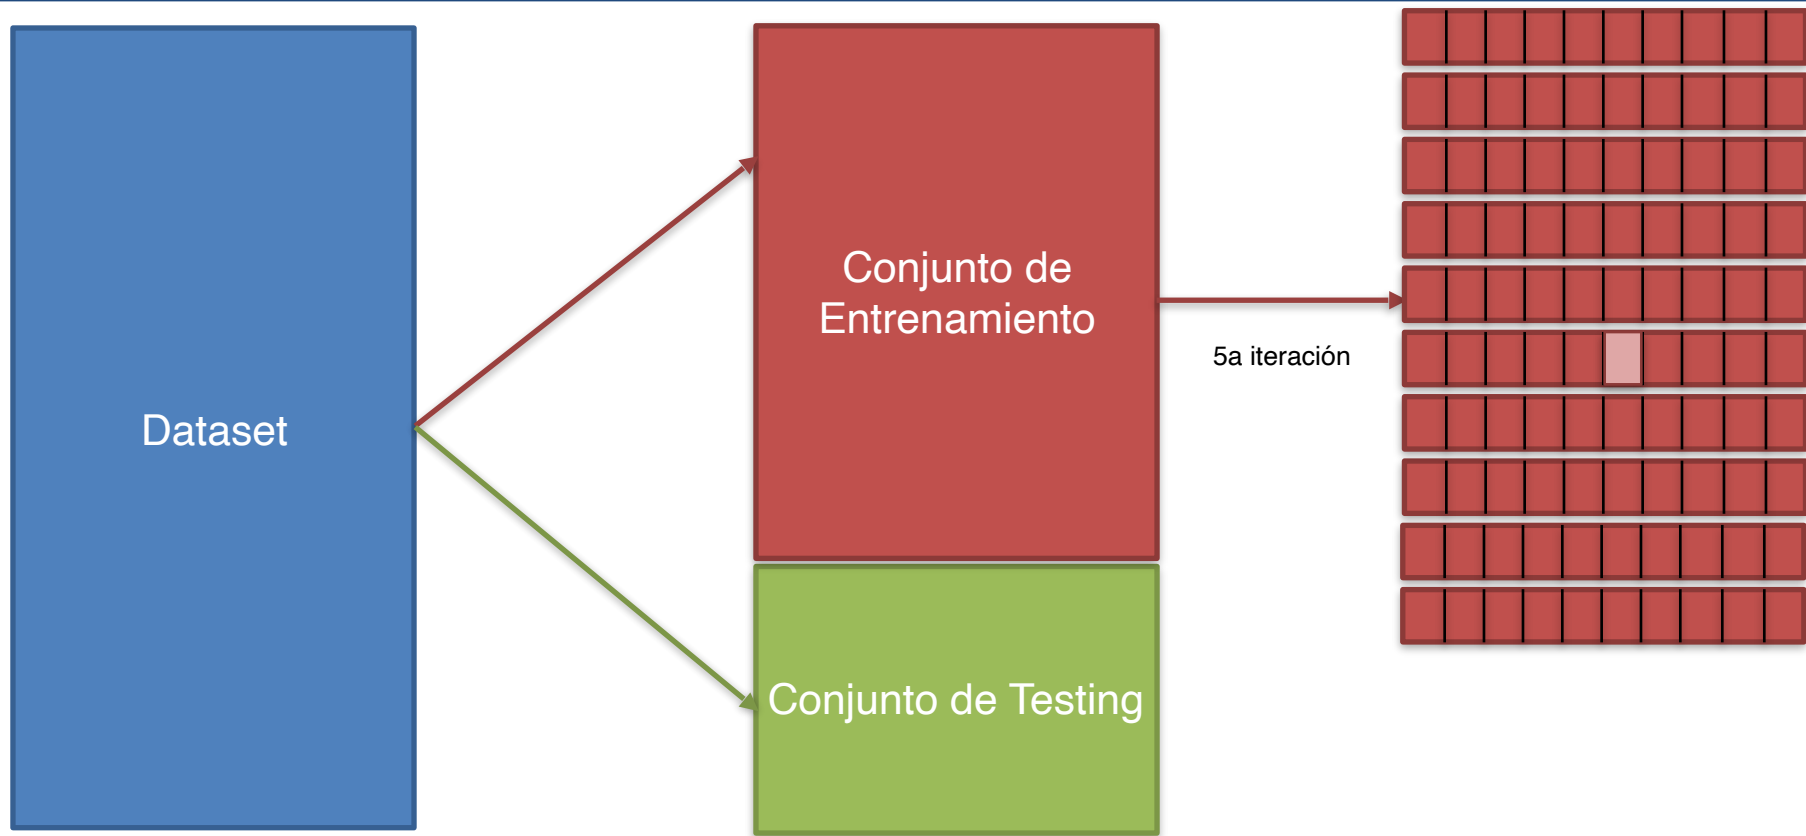 Dataset
Conjunto de
Entrenamiento
5a iteración
Conjunto de Testing